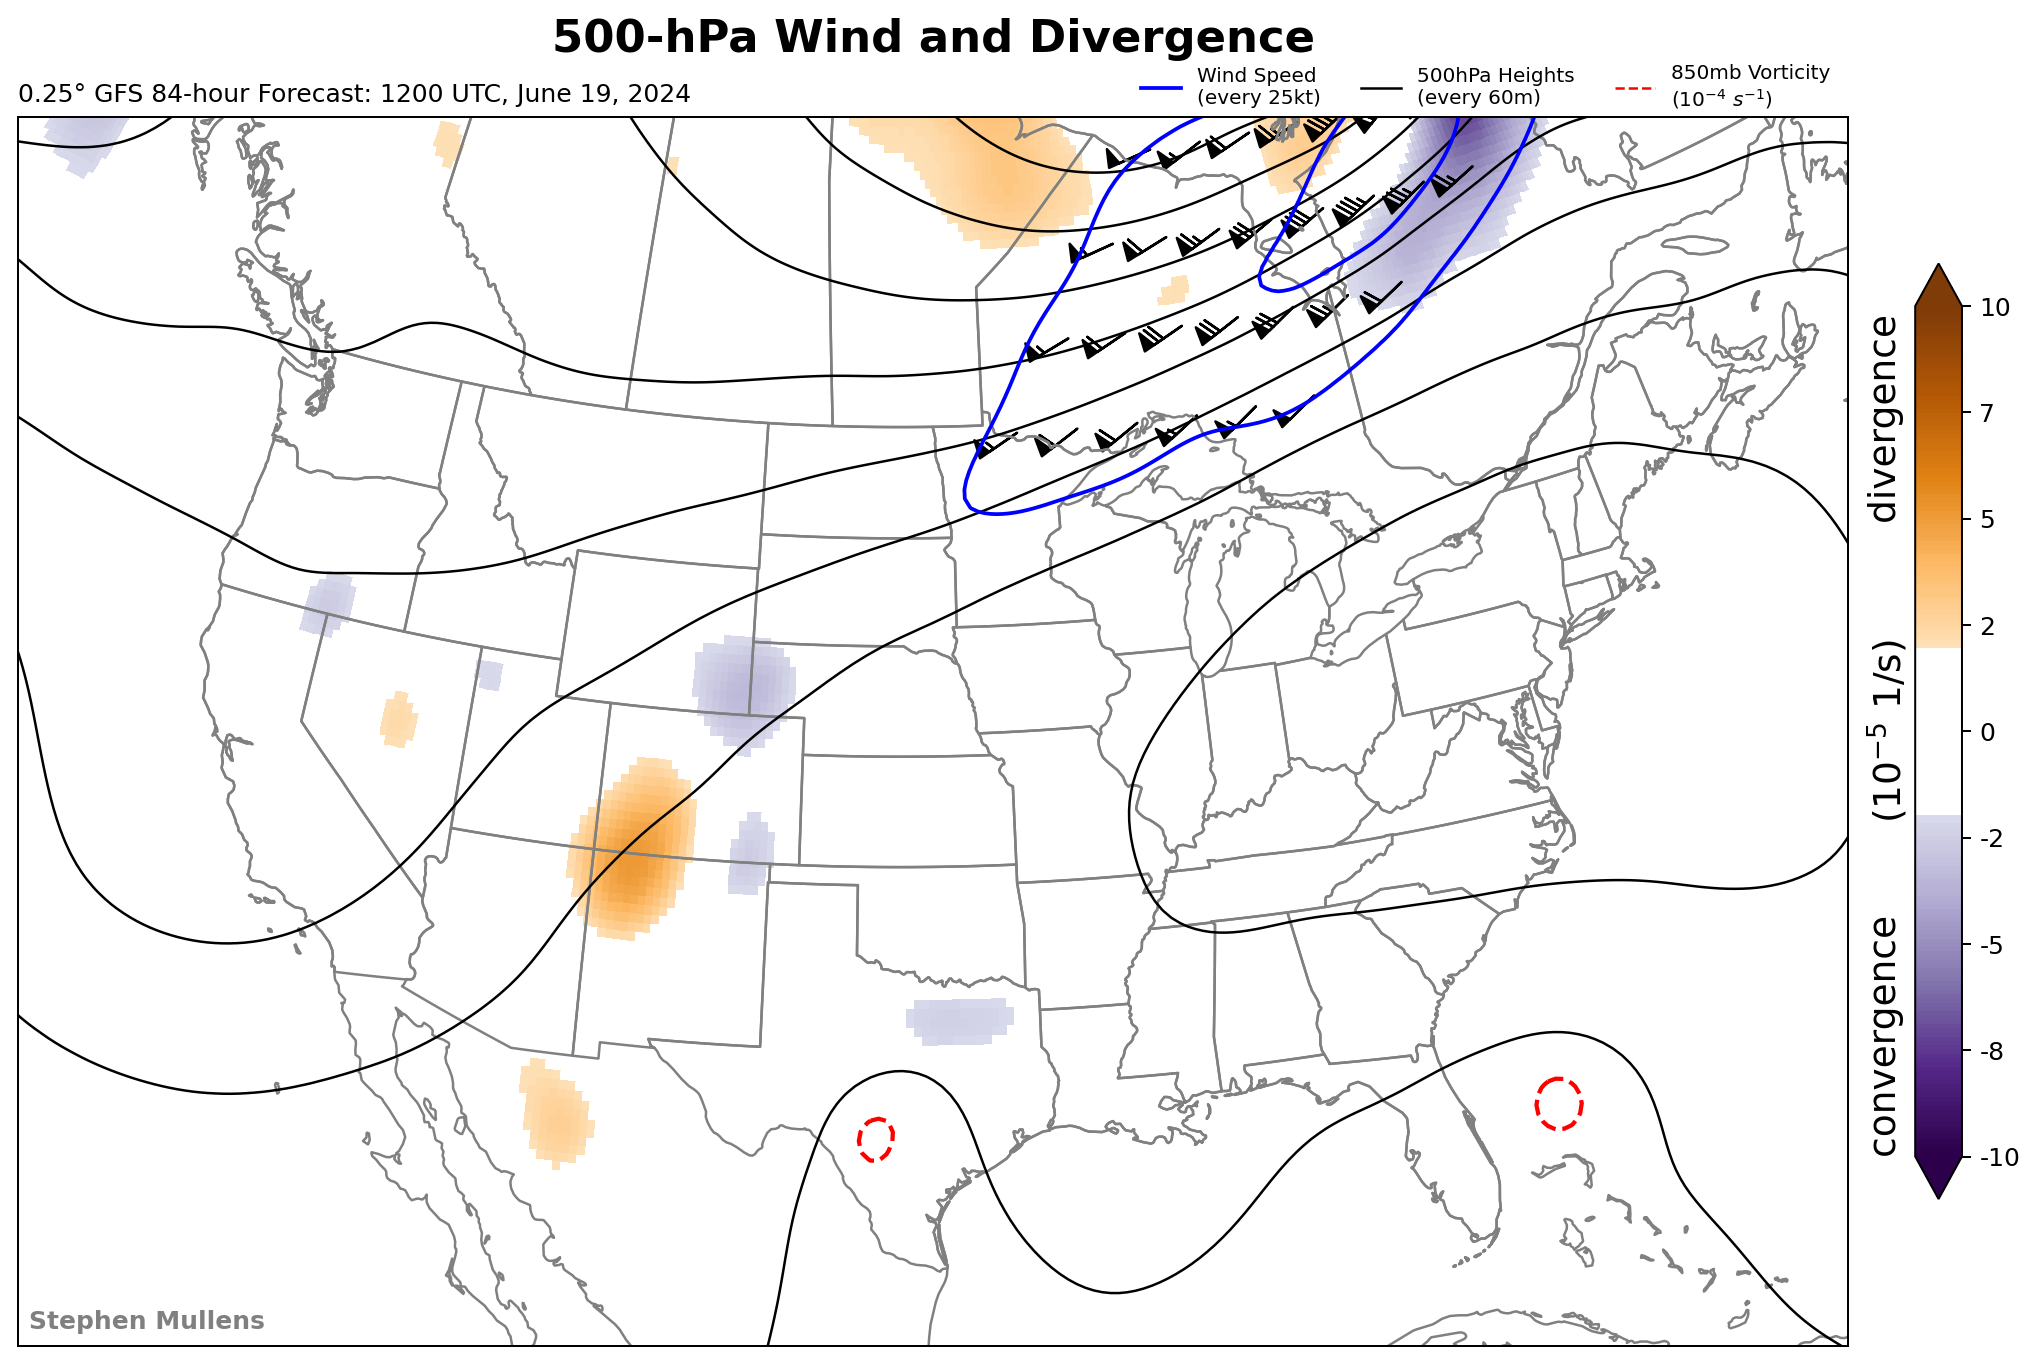 500-hPa Wind and Divergence
0.25° GFS 84-hour Forecast: 1200 UTC, June 19, 2024
Wind Speed
(every 25kt)
500hPa Heights
(every 60m)
850mb Vorticity
(10⁻⁴ s⁻¹)
10
7
5
2
0
-2
-5
-8
-10
convergence (10⁻⁵ 1/s) divergence
Stephen Mullens